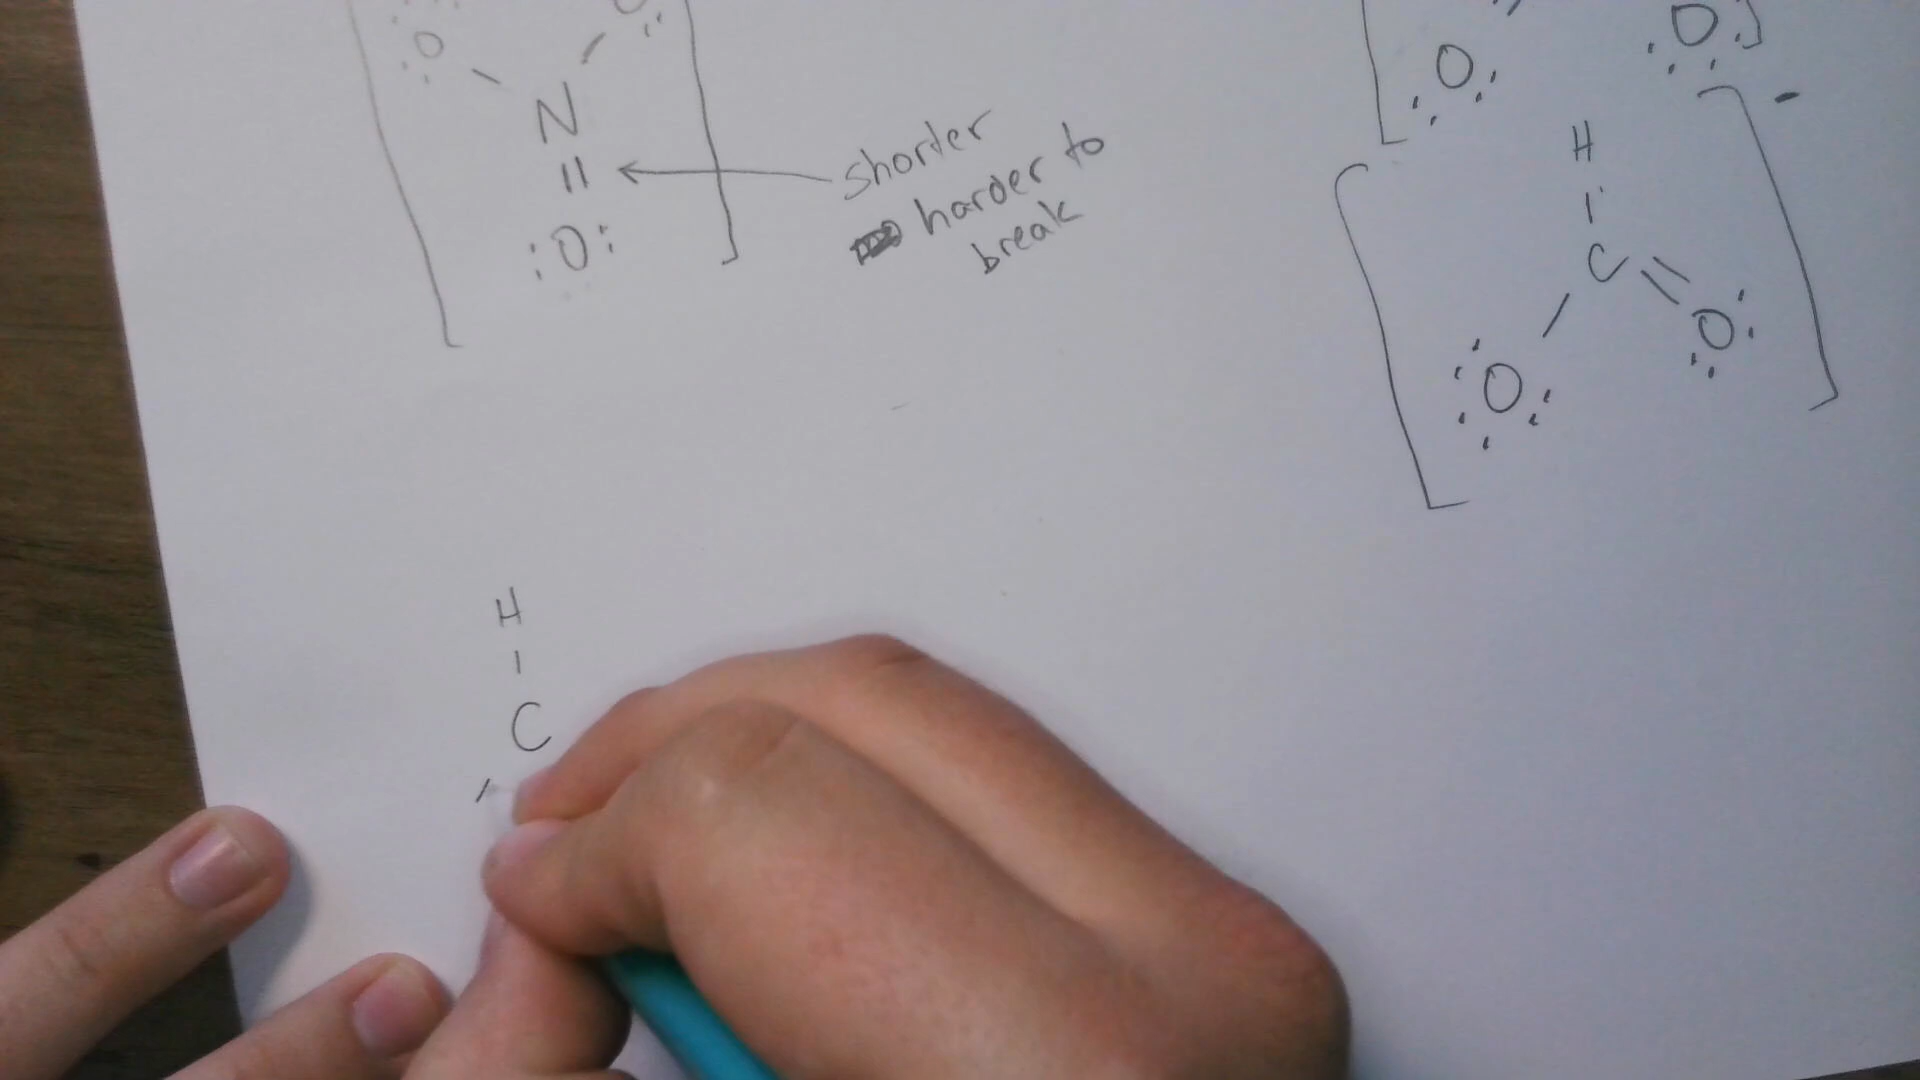 O O
N
||
:O:
shorter
harder to
break
O O
H
|
C
O O
-
H
|
C